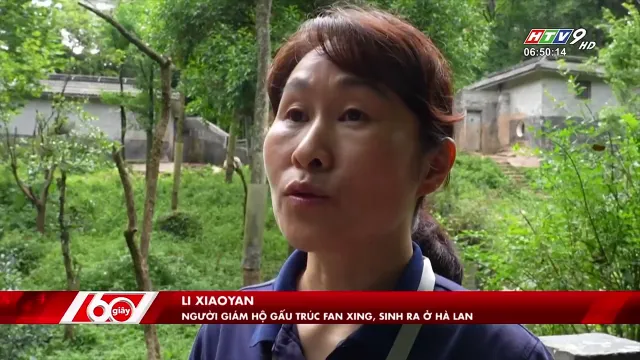 HTV9 HD
06:50:14
LI XIAOYAN
60 giây
NGƯỜI GIÁM HỘ GẤU TRÚC FAN XING, SINH RA Ở HÀ LAN